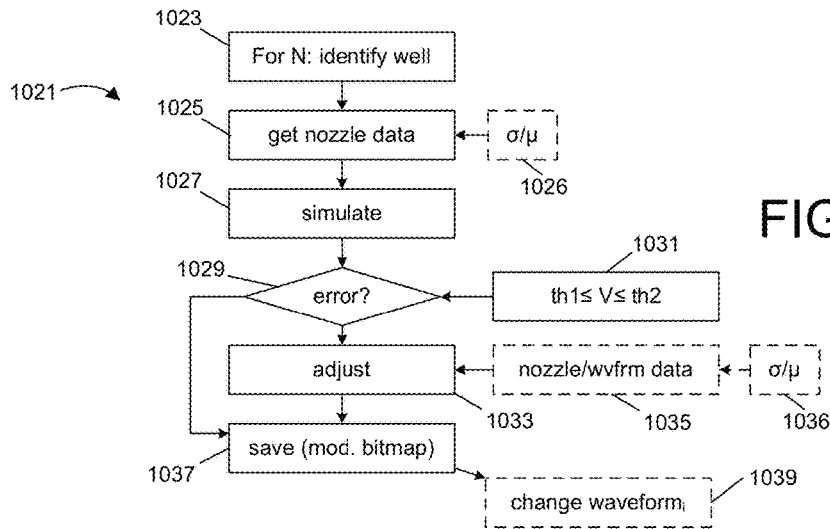 1023
For N: identify well
1021
1025
get nozzle data
σ/μ
1026
1027
simulate
FIG
1029
1031
error?
th1≤ V≤ th2
adjust
nozzle/wvfrm data
σ/μ
1033
1035
1036
save (mod. bitmap)
1037
1039
change waveformᵢ